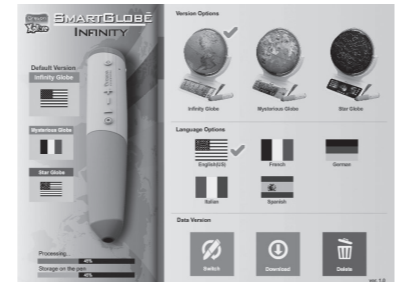 SMARTGLOBE
INFINITY
Default Version
Infinity Globe
Mysterious Globe
Star Globe
Processing...
45%
Storage on the pen
45%
Version Options
Infinity Globe
Mysterious Globe
Star Globe
Language Options
English(US)
French
German
Italian
Spanish
Data Version
Switch
Download
Delete
ver: 1.0